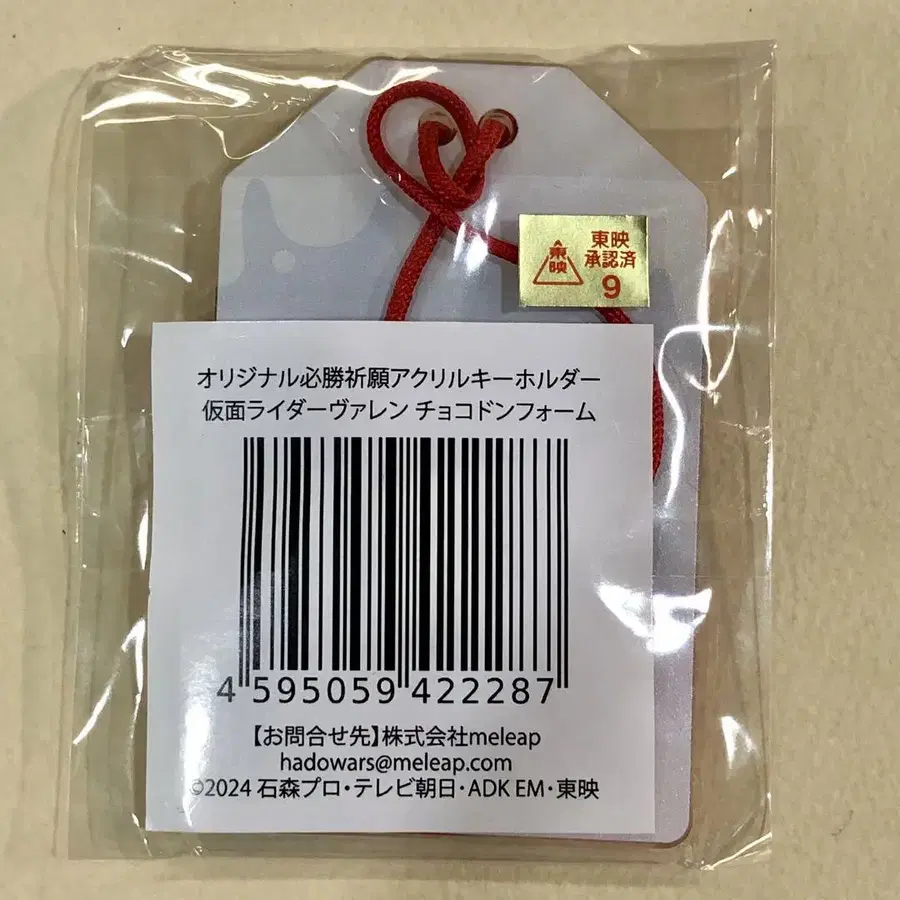 東映
東映
承認済
9
オリジナル必勝祈願アクリルキーホルダー
仮面ライダーヴァレン チョコドンフォーム
4 595059 422287
【お問合せ先】株式会社meleap
hadowars@meleap.com
©2024 石森プロ・テレビ朝日・ADK EM・東映